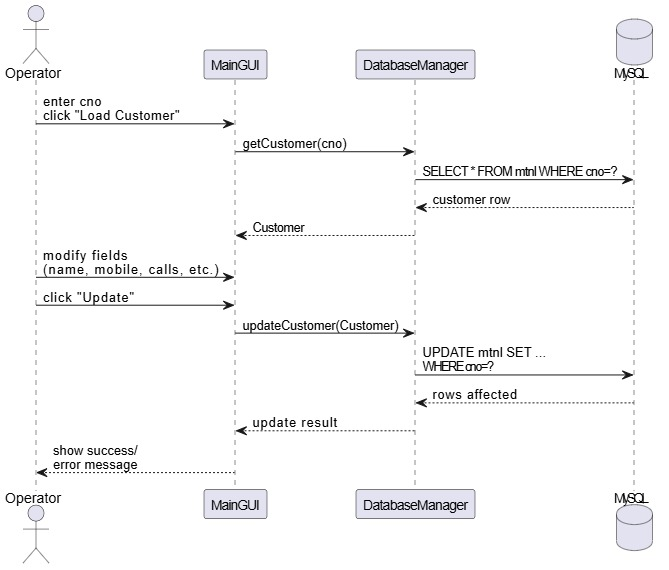 Operator
MainGUI
DatabaseManager
MySQL
enter cno
click "Load Customer"
getCustomer(cno)
SELECT * FROM mtnl WHERE cno=?
customer row
Customer
modify fields
(name, mobile, calls, etc.)
click "Update"
updateCustomer(Customer)
UPDATE mtnl SET ...
WHERE cno=?
rows affected
update result
show success/
error message
Operator
MainGUI
DatabaseManager
MySQL